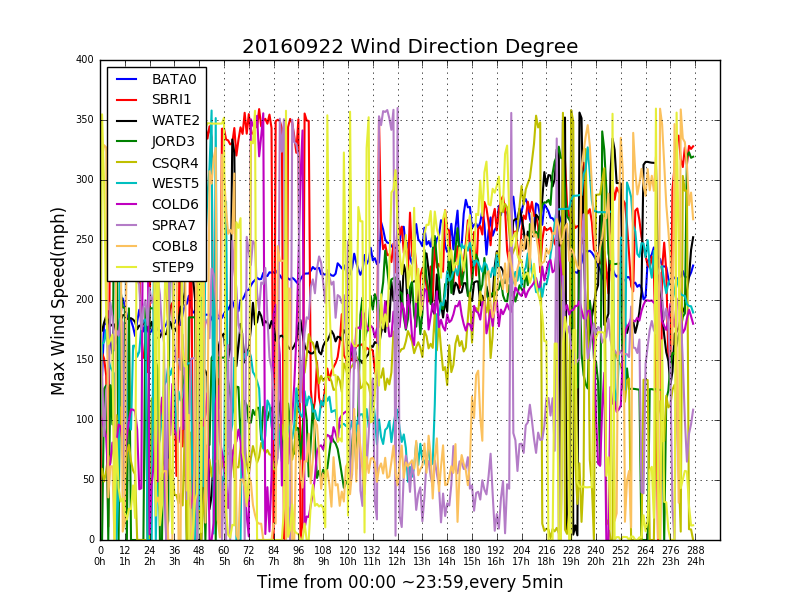 20160922 Wind Direction Degree
400
350
300
250
200
150
100
50
0
Max Wind Speed(mph)
BATA0
SBRI1
WATE2
JORD3
CSQR4
WEST5
COLD6
SPRA7
COBL8
STEP9
0 12 24 36 48 60 72 84 96 108 120 132 144 156 168 180 192 204 216 228 240 252 264 276 288
0h 1h 2h 3h 4h 5h 6h 7h 8h 9h 10h 11h 12h 13h 14h 15h 16h 17h 18h 19h 20h 21h 22h 23h 24h
Time from 00:00 ~23:59,every 5min